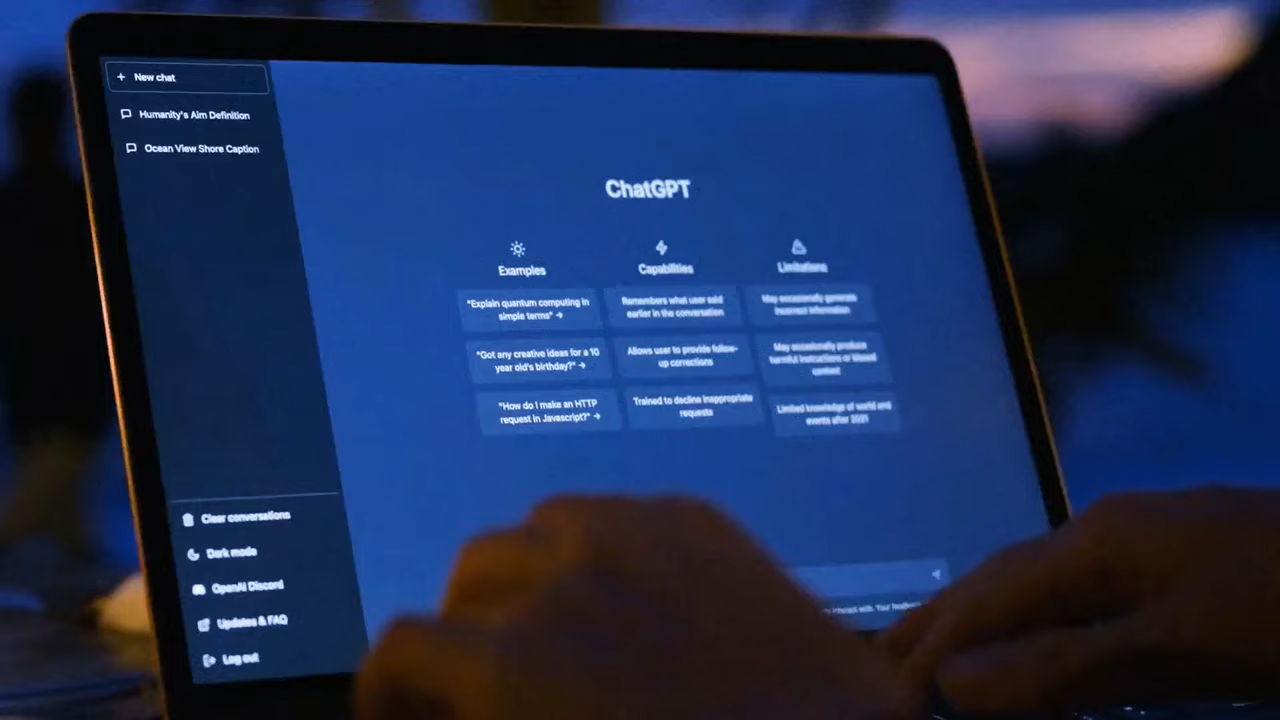 New chat
Humanity's Aim Definition
Ocean View Shore Caption
ChatGPT
Examples
"Explain quantum computing in
simple terms" →
"Got any creative ideas for a 10
year old's birthday?" →
"How do I make an HTTP
request in Javascript?" →
Capabilities
Remembers what user said
earlier in the conversation
Allows user to provide follow-
up corrections
Trained to decline inappropriate
requests
Limitations
May occasionally generate
incorrect information
May occasionally produce
harmful instructions or biased
content
Limited knowledge of world and
events after 2021
Clear conversations
Dark mode
OpenAI Discord
Updates & FAQ
Log out
interact with. Your